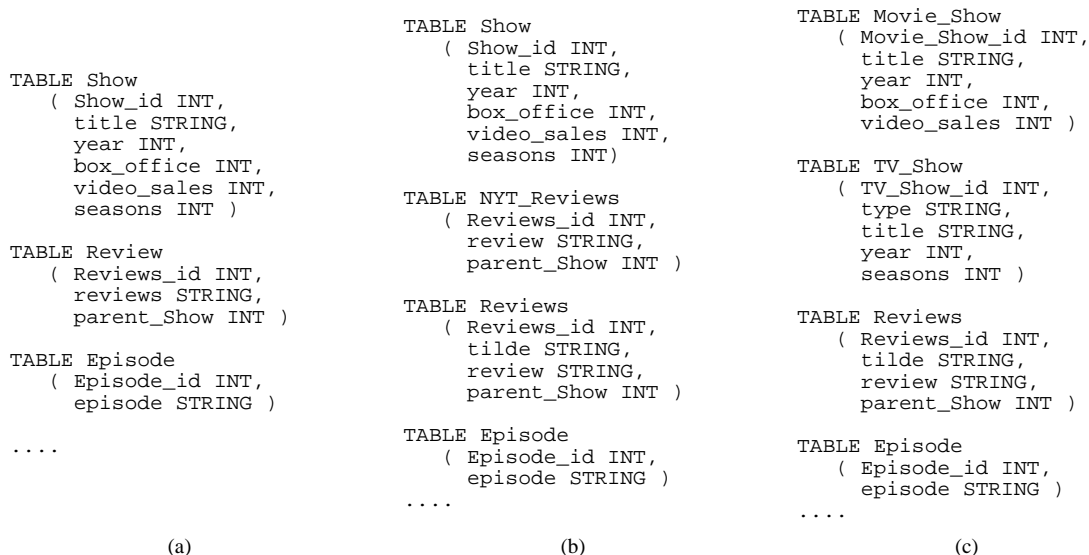 TABLE Show
( Show_id INT,
title STRING,
year INT,
box_office INT,
video_sales INT,
seasons INT )
TABLE Review
( Reviews_id INT,
reviews STRING,
parent_Show INT )
TABLE Episode
( Episode_id INT,
episode STRING )
....
(a)
TABLE Show
( Show_id INT,
title STRING,
year INT,
box_office INT,
video_sales INT,
seasons INT)
TABLE NYT_Reviews
( Reviews_id INT,
review STRING,
parent_Show INT )
TABLE Reviews
( Reviews_id INT,
tilde STRING,
review STRING,
parent_Show INT )
TABLE Episode
( Episode_id INT,
episode STRING )
....
(b)
TABLE Movie_Show
( Movie_Show_id INT,
title STRING,
year INT,
box_office INT,
video_sales INT )
TABLE TV_Show
( TV_Show_id INT,
type STRING,
title STRING,
year INT,
seasons INT )
TABLE Reviews
( Reviews_id INT,
tilde STRING,
review STRING,
parent_Show INT )
TABLE Episode
( Episode_id INT,
episode STRING )
....
(c)